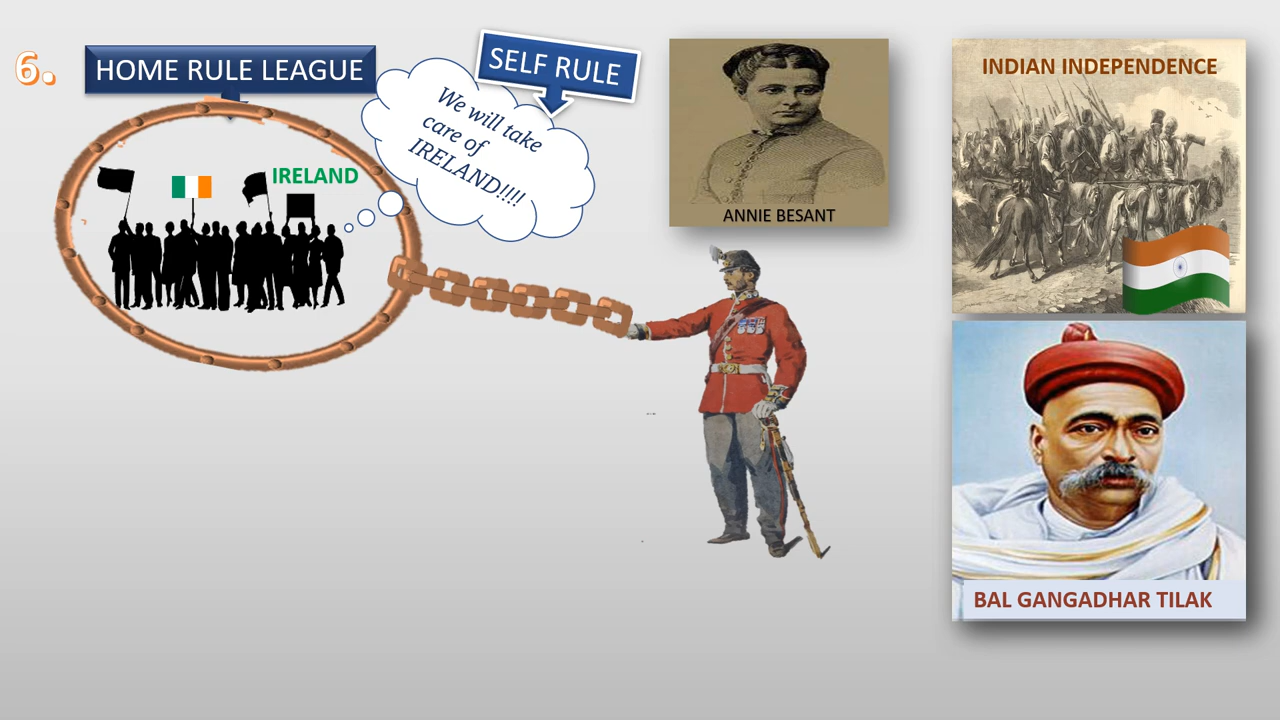 6.
HOME RULE LEAGUE
SELF RULE
We will take
care of
IRELAND!!!!
IRELAND
ANNIE BESANT
INDIAN INDEPENDENCE
BAL GANGADHAR TILAK